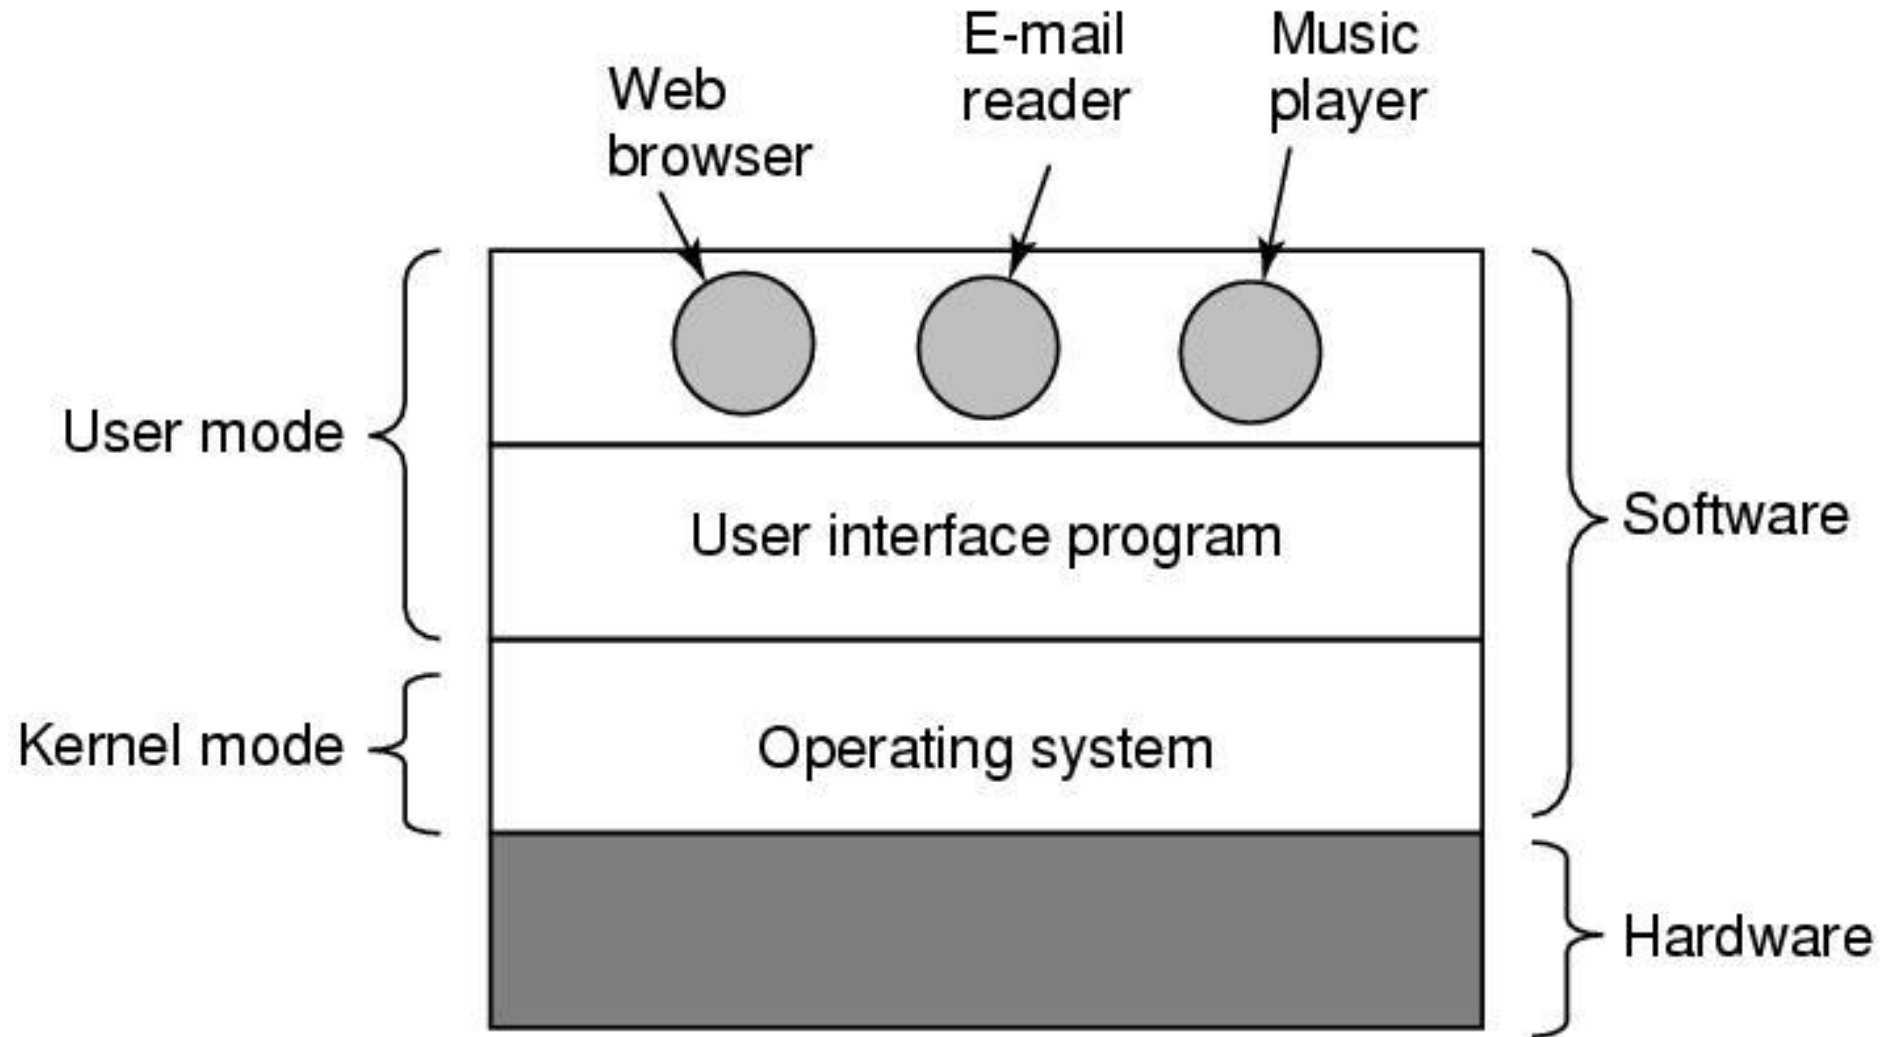 E-mail
reader
Music
player
Web
browser
User mode
User interface program
Software
Kernel mode
Operating system
Hardware